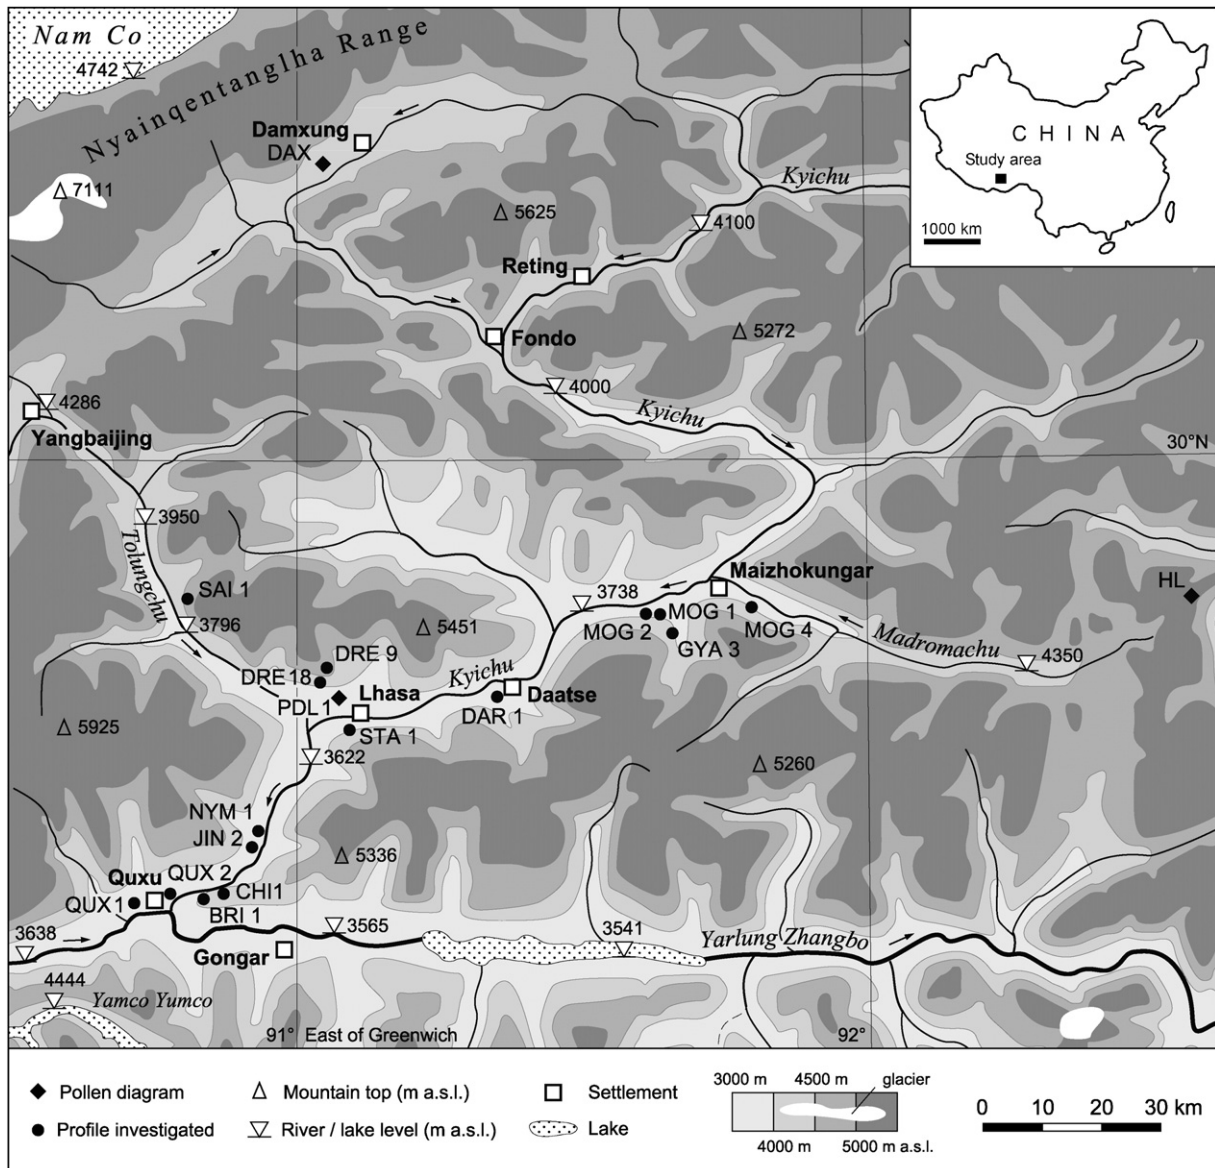 Nam Co
4742
Nyainqentanglha Range
Damxung
DAX
7111
5625
Kyichu
4100
Reting
Fondo
5272
4000
Kyichu
4286
Yangbaijing
30°N
3950
Tolungchu
SAI 1
3796
5451
3738
Maizhokungar
HL
MOG 1
MOG 2
MOG 4
GYA 3
Madromachu
4350
DRE 9
DRE 18
Kyichu
PDL 1
Lhasa
Daatse
DAR 1
STA 1
5925
3622
5260
NYM 1
JIN 2
5336
Quxu
QUX 2
QUX 1
CHI1
BRI 1
3638
3565
3541
Yarlung Zhangbo
Gongar
4444
Yamco Yumco
91° East of Greenwich
92°
CHINA
Study area
1000 km
Pollen diagram
Mountain top (m a.s.l.)
Settlement
Profile investigated
River / lake level (m a.s.l.)
Lake
3000 m
4500 m
glacier
4000 m
5000 m a.s.l.
0 10 20 30 km